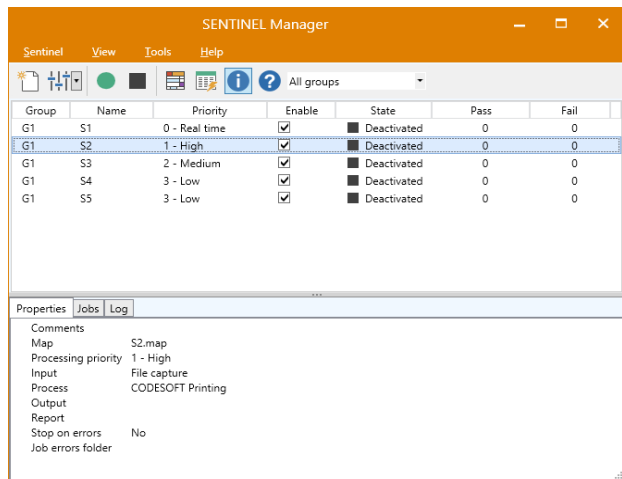 SENTINEL Manager
Sentinel View Tools Help
All groups
Group Name Priority Enable State Pass Fail
G1 S1 0 - Real time Deactivated 0 0
G1 S2 1 - High Deactivated 0 0
G1 S3 2 - Medium Deactivated 0 0
G1 S4 3 - Low Deactivated 0 0
G1 S5 3 - Low Deactivated 0 0
Properties Jobs Log
Comments
Map S2.map
Processing priority 1 - High
Input File capture
Process CODESOFT Printing
Output
Report
Stop on errors No
Job errors folder